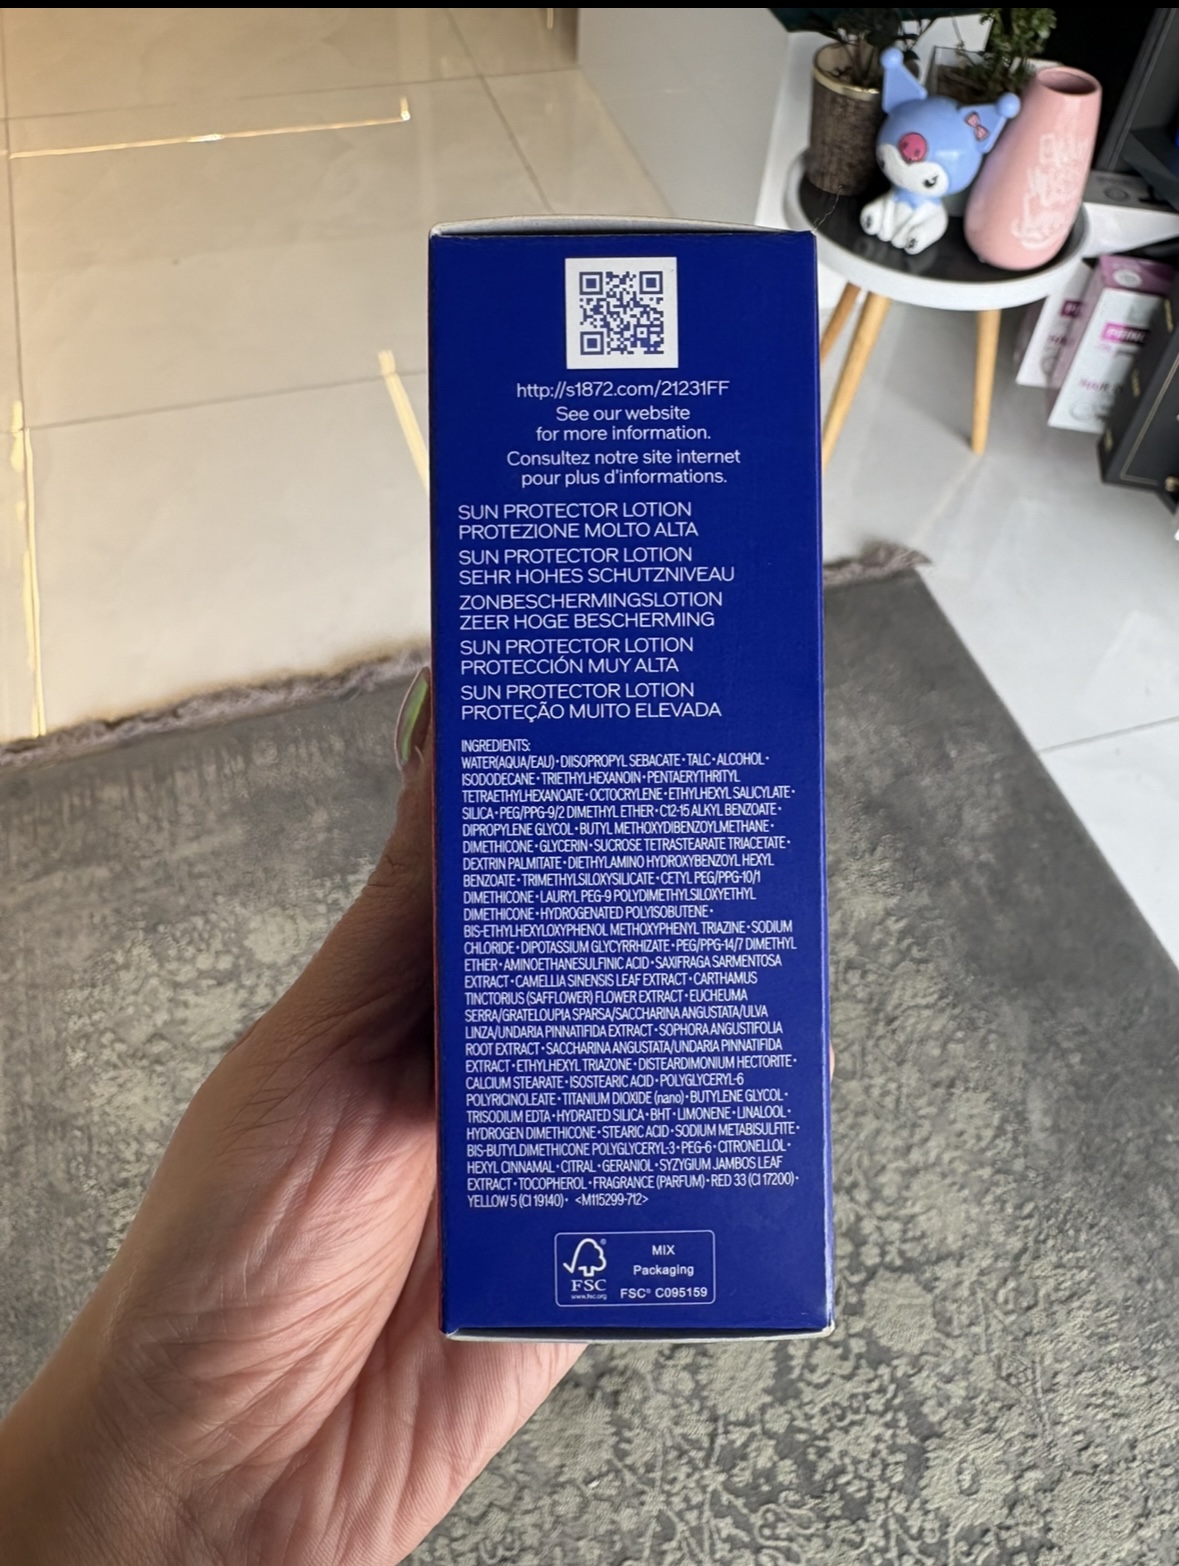 http://s1872.com/21231FF
See our website
for more information.
Consultez notre site internet
pour plus d'informations.
SUN PROTECTOR LOTION
PROTEZIONE MOLTO ALTA
SUN PROTECTOR LOTION
SEHR HOHES SCHUTZNIVEAU
ZONBESCHERMINGSLOTION
ZEER HOGE BESCHERMING
SUN PROTECTOR LOTION
PROTECCIÓN MUY ALTA
SUN PROTECTOR LOTION
PROTEÇÃO MUITO ELEVADA
INGREDIENTS:
WATER(AQUA/EAU)・DIISOPROPYL SEBACATE・TALC・ALCOHOL・
ISODODECANE・TRIETHYLHEXANOIN・PENTAERYTHRITYL
TETRAETHYLHEXANOATE・OCTOCRYLENE・ETHYLHEXYL SALICYLATE・
SILICA・PEG/PPG-9/2 DIMETHYL ETHER・C12-15 ALKYL BENZOATE・
DIPROPYLENE GLYCOL・BUTYL METHOXYDIBENZOYLMETHANE・
DIMETHICONE・GLYCERIN・SUCROSE TETRASTEARATE TRIACETATE・
DEXTRIN PALMITATE・DIETHYLAMINO HYDROXYBENZOYL HEXYL
BENZOATE・TRIMETHYLSILOXYSILICATE・CETYL PEG/PPG-10/1
DIMETHICONE・LAURYL PEG-9 POLYDIMETHYLSILOXYETHYL
DIMETHICONE・HYDROGENATED POLYISOBUTENE・
BIS-ETHYLHEXYLOXYPHENOL METHOXYPHENYL TRIAZINE・SODIUM
CHLORIDE・DIPOTASSIUM GLYCYRRHIZATE・PEG/PPG-14/7 DIMETHYL
ETHER・AMINOETHANESULFINIC ACID・SAXIFRAGA SARMENTOSA
EXTRACT・CAMELLIA SINENSIS LEAF EXTRACT・CARTHAMUS
TINCTORIUS (SAFFLOWER) FLOWER EXTRACT・EUCHEUMA
SERRA/GRATELOUPIA SPARSA/SACCHARINA ANGUSTATA/ULVA
LINZA/UNDARIA PINNATIFIDA EXTRACT・SOPHORA ANGUSTIFOLIA
ROOT EXTRACT・SACCHARINA ANGUSTATA/UNDARIA PINNATIFIDA
EXTRACT・ETHYLHEXYL TRIAZONE・DISTEARDIMONIUM HECTORITE・
CALCIUM STEARATE・ISOSTEARIC ACID・POLYGLYCERYL-6
POLYRICINOLEATE・TITANIUM DIOXIDE (nano)・BUTYLENE GLYCOL・
TRISODIUM EDTA・HYDRATED SILICA・BHT・LIMONENE・LINALOOL・
HYDROGEN DIMETHICONE・STEARIC ACID・SODIUM METABISULFITE・
BIS-BUTYLDIMETHICONE POLYGLYCERYL-3・PEG-6・CITRONELLOL・
HEXYL CINNAMAL・CITRAL・GERANIOL・SYZYGIUM JAMBOS LEAF
EXTRACT・TOCOPHEROL・FRAGRANCE (PARFUM)・RED 33 (CI 17200)・
YELLOW 5 (CI 19140)・ <M115299-712>
FSC®
www.fsc.org
MIX
Packaging
FSC® C095159